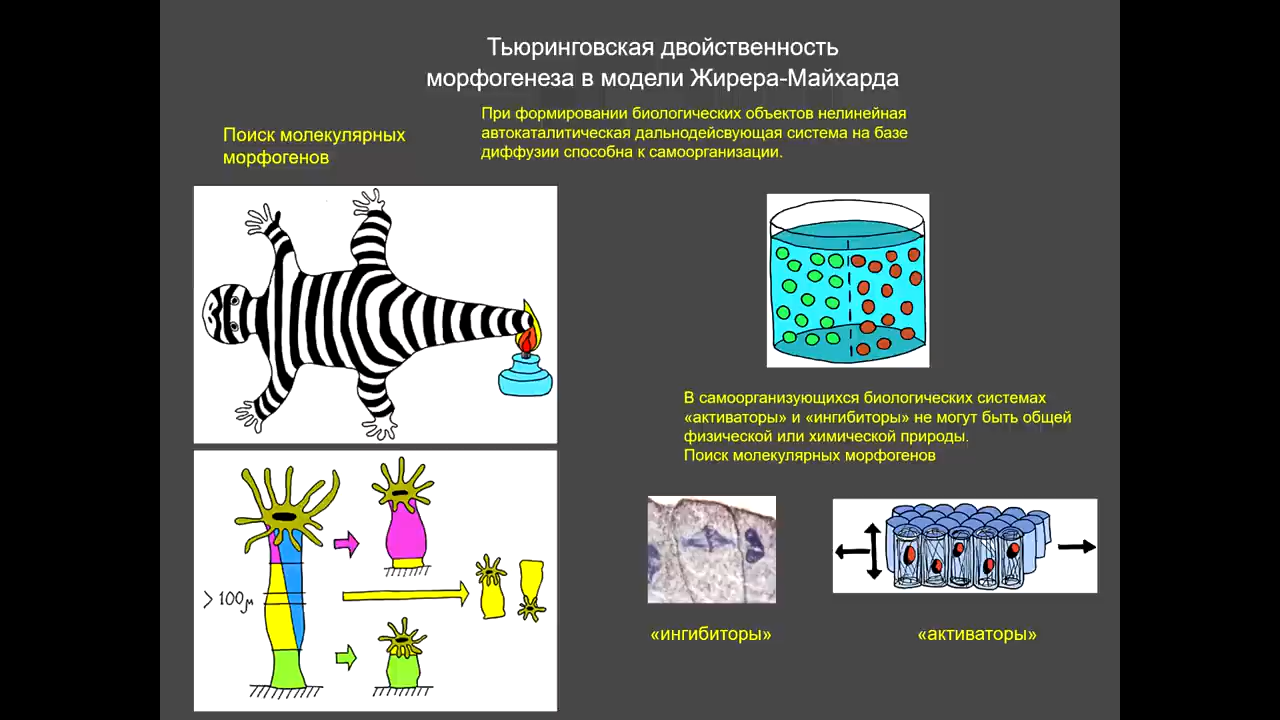 Тьюринговская двойственность
морфогенеза в модели Жирера-Майхарда
При формировании биологических объектов нелинейная
автокаталитическая дальнодейсвующая система на базе
диффузии способна к самоорганизации.
Поиск молекулярных
морфогенов
В самоорганизующихся биологических системах
«активаторы» и «ингибиторы» не могут быть общей
физической или химической природы.
Поиск молекулярных морфогенов
> 100м
«ингибиторы»
«активаторы»